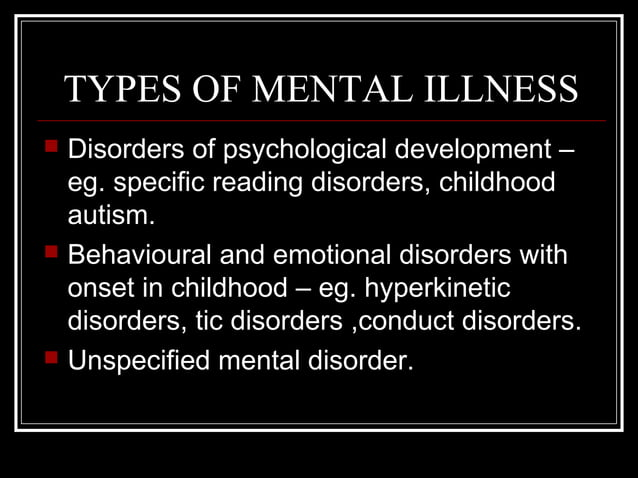 TYPES OF MENTAL ILLNESS
Disorders of psychological development –
eg. specific reading disorders, childhood
autism.
Behavioural and emotional disorders with
onset in childhood – eg. hyperkinetic
disorders, tic disorders ,conduct disorders.
Unspecified mental disorder.